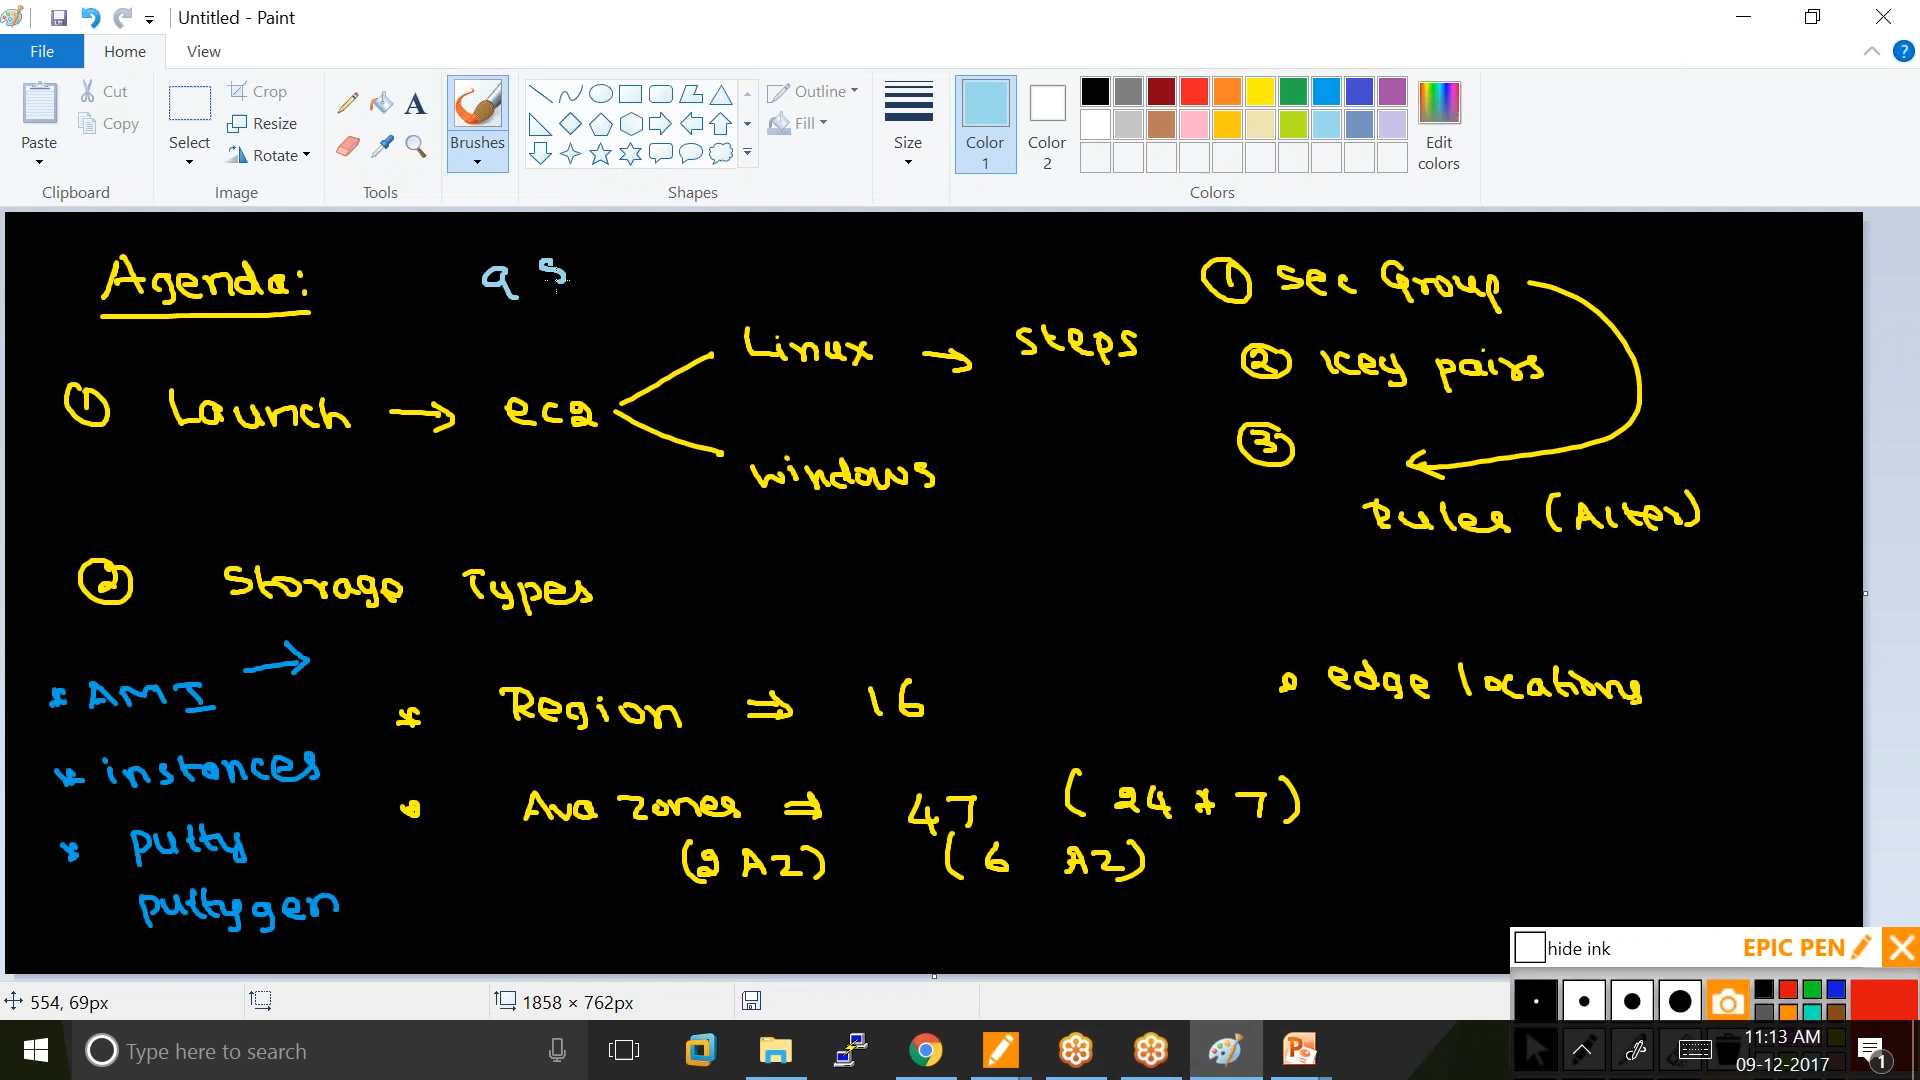 Untitled - Paint
File Home View
Paste Cut Copy Clipboard
Select Crop Resize Rotate Image
Tools
Brushes
Shapes Outline Fill
Size
Color 1 Color 2 Edit colors Colors
Agenda: a s
① Sec Group
Linux → Steps
② Key pairs
① Launch → ec2
③
Windows
Rules (Alter)
② Storage Types
* AMI →
* Region ⇒ 16
• edge locations
* instances
• Ava Zones ⇒ 47 (24 * 7)
* putty
(2 AZ) (6 AZ)
puttygen
hide ink EPIC PEN
554, 69px 1858 × 762px
Type here to search
11:13 AM
09-12-2017
1